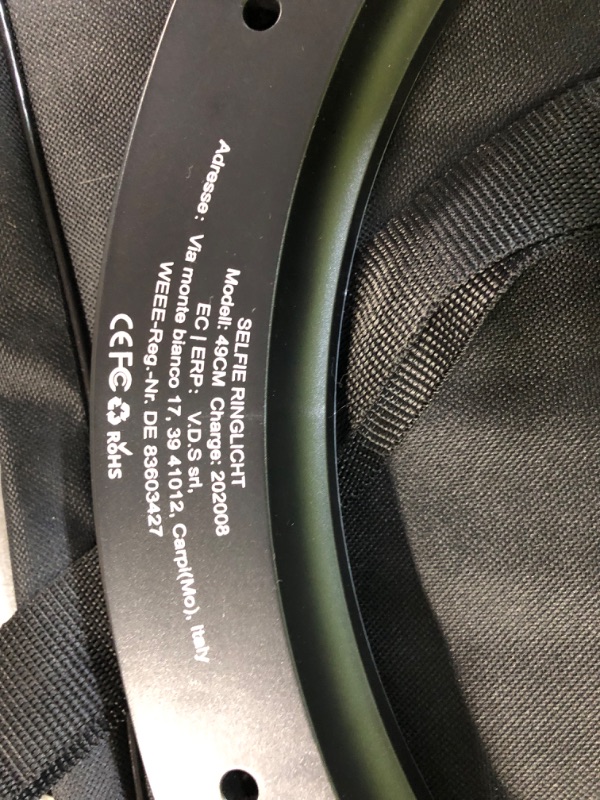 SELFIE RINGLIGHT
Modell: 49CM Charge: 202008
EC | ERP: V.D.S srl,
Adresse: Via monte bianco 17, 39 41012, Carpi(Mo), Italy
WEEE-Reg.-Nr. DE 83603427
CE FC RoHS